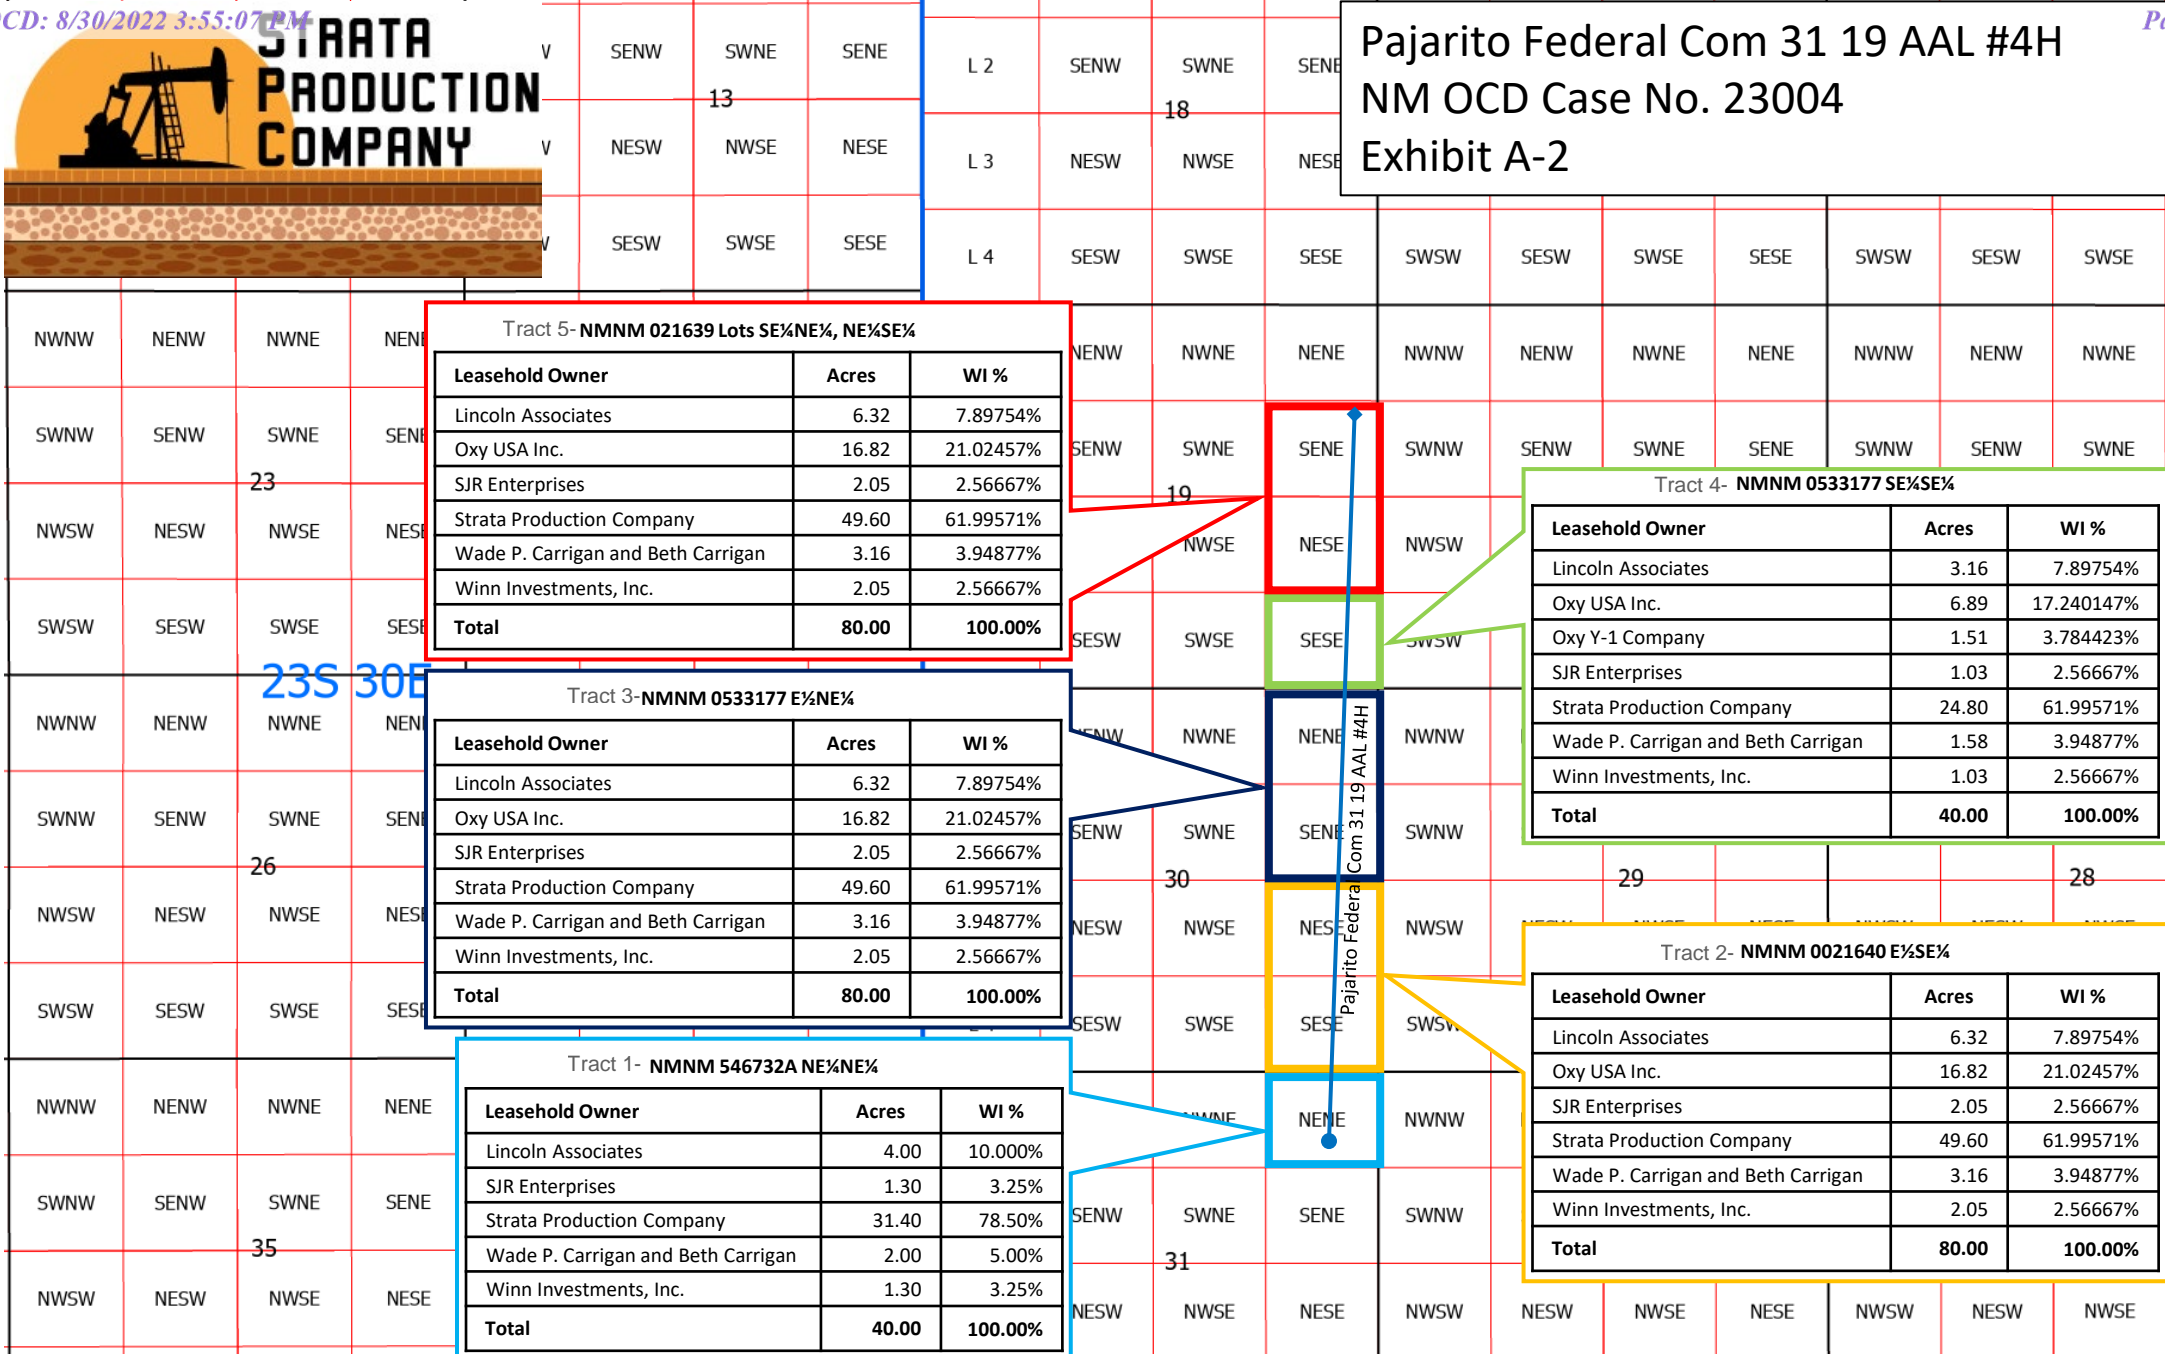 CD: 8/30/2022 3:55:07 PM
STRATA
PRODUCTION
COMPANY
Pajarito Federal Com 31 19 AAL #4H
NM OCD Case No. 23004
Exhibit A-2
SENW SWNE SENE L 2 SENW SWNE SENE
13 18
NESW NWSE NESE L 3 NESW NWSE NESE
SESW SWSE SESE L 4 SESW SWSE SESE SWSW SESW SWSE SESE SWSW SESW SWSE
NWNW NENW NWNE NENE NENW NWNE NENE NWNW NENW NWNE NENE NWNW NENW NWNE
SWNW SENW SWNE SENE SENW SWNE SENE SWNW SENW SWNE SENE SWNW SENW SWNE
23 19
NWSW NESW NWSE NESE NWSE NESE NWSW
SWSW SESW SWSE SESE SESW SWSE SESE SWSW
23S 30E
NWNW NENW NWNE NENE NENW NWNE NENE NWNW
SWNW SENW SWNE SENE SENW SWNE SENE SWNW
26 30 29 28
NWSW NESW NWSE NESE NESW NWSE NESE NWSW NESW NWSE NESE NWSW NESW NWSE
SWSW SESW SWSE SESE SESW SWSE SESE SWSW
NWNW NENW NWNE NENE NWNE NENE NWNW
SWNW SENW SWNE SENE SENW SWNE SENE SWNW
35 31
NWSW NESW NWSE NESE NESW NWSE NESE NWSW NESW NWSE NESE NWSW NESW NWSE
Pajarito Federal Com 31 19 AAL #4H
Tract 5- NMNM 021639 Lots SE¼NE¼, NE¼SE¼
Leasehold Owner Acres WI %
Lincoln Associates 6.32 7.89754%
Oxy USA Inc. 16.82 21.02457%
SJR Enterprises 2.05 2.56667%
Strata Production Company 49.60 61.99571%
Wade P. Carrigan and Beth Carrigan 3.16 3.94877%
Winn Investments, Inc. 2.05 2.56667%
Total 80.00 100.00%
Tract 4- NMNM 0533177 SE¼SE¼
Leasehold Owner Acres WI %
Lincoln Associates 3.16 7.89754%
Oxy USA Inc. 6.89 17.240147%
Oxy Y-1 Company 1.51 3.784423%
SJR Enterprises 1.03 2.56667%
Strata Production Company 24.80 61.99571%
Wade P. Carrigan and Beth Carrigan 1.58 3.94877%
Winn Investments, Inc. 1.03 2.56667%
Total 40.00 100.00%
Tract 3-NMNM 0533177 E½NE¼
Leasehold Owner Acres WI %
Lincoln Associates 6.32 7.89754%
Oxy USA Inc. 16.82 21.02457%
SJR Enterprises 2.05 2.56667%
Strata Production Company 49.60 61.99571%
Wade P. Carrigan and Beth Carrigan 3.16 3.94877%
Winn Investments, Inc. 2.05 2.56667%
Total 80.00 100.00%
Tract 2- NMNM 0021640 E½SE¼
Leasehold Owner Acres WI %
Lincoln Associates 6.32 7.89754%
Oxy USA Inc. 16.82 21.02457%
SJR Enterprises 2.05 2.56667%
Strata Production Company 49.60 61.99571%
Wade P. Carrigan and Beth Carrigan 3.16 3.94877%
Winn Investments, Inc. 2.05 2.56667%
Total 80.00 100.00%
Tract 1- NMNM 546732A NE¼NE¼
Leasehold Owner Acres WI %
Lincoln Associates 4.00 10.000%
SJR Enterprises 1.30 3.25%
Strata Production Company 31.40 78.50%
Wade P. Carrigan and Beth Carrigan 2.00 5.00%
Winn Investments, Inc. 1.30 3.25%
Total 40.00 100.00%